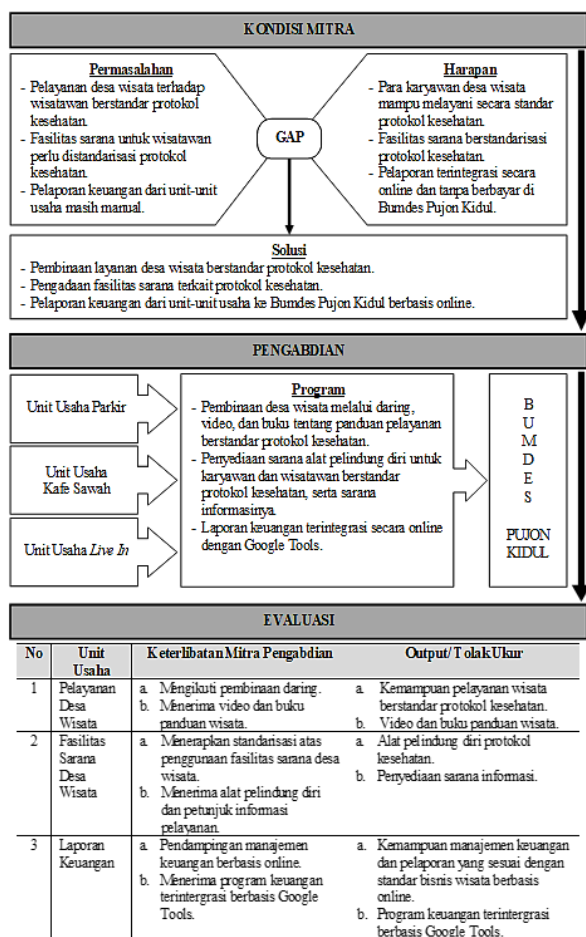 KONDISI MITRA
Permasalahan
- Pelayanan desa wisata terhadap
wisatawan berstandar protokol
kesehatan.
- Fasilitas sarana untuk wisatawan
perlu distandarisasi protokol
kesehatan.
- Pelaporan keuangan dari unit-unit
usaha masih manual.
GAP
Harapan
- Para karyawan desa wisata
mampu melayani secara standar
protokol kesehatan.
- Fasilitas sarana berstandarisasi
protokol kesehatan.
- Pelaporan terintegrasi secara
online dan tanpa berbayar di
Bumdes Pujon Kidul.
Solusi
- Pembinaan layanan desa wisata berstandar protokol kesehatan.
- Pengadaan fasilitas sarana terkait protokol kesehatan.
- Pelaporan keuangan dari unit-unit usaha ke Bumdes Pujon Kidul berbasis online.
PENGABDIAN
Unit Usaha Parkir
Unit Usaha
Kafe Sawah
Unit Usaha Live In
Program
- Pembinaan desa wisata melalui daring,
video, dan buku tentang panduan pelayanan
berstandar protokol kesehatan.
- Penyediaan sarana alat pelindung diri untuk
karyawan dan wisatawan berstandar
protokol kesehatan, serta sarana
informasinya.
- Laporan keuangan terintegrasi secara online
dengan Google Tools.
B
U
M
D
E
S
PUJON
KIDUL
EVALUASI
No Unit Usaha Keterlibatan Mitra Pengabdian Output/Tolak Ukur
1 Pelayanan
Desa
Wisata
a. Mengikuti pembinaan daring.
b. Menerima video dan buku
panduan wisata.
a. Kemampuan pelayanan wisata
berstandar protokol kesehatan.
b. Video dan buku panduan wisata.
2 Fasilitas
Sarana
Desa
Wisata
a. Menerapkan standarisasi atas
penggunaan fasilitas sarana desa
wisata.
b. Menerima alat pelindung diri
dan petunjuk informasi
pelayanan.
a. Alat pelindung diri protokol
kesehatan.
b. Penyediaan sarana informasi.
3 Laporan
Keuangan
a. Pendampingan manajemen
keuangan berbasis online.
b. Menerima program keuangan
terintergrasi berbasis Google
Tools.
a. Kemampuan manajemen keuangan
dan pelaporan yang sesuai dengan
standar bisnis wisata berbasis
online.
b. Program keuangan terintergrasi
berbasis Google Tools.